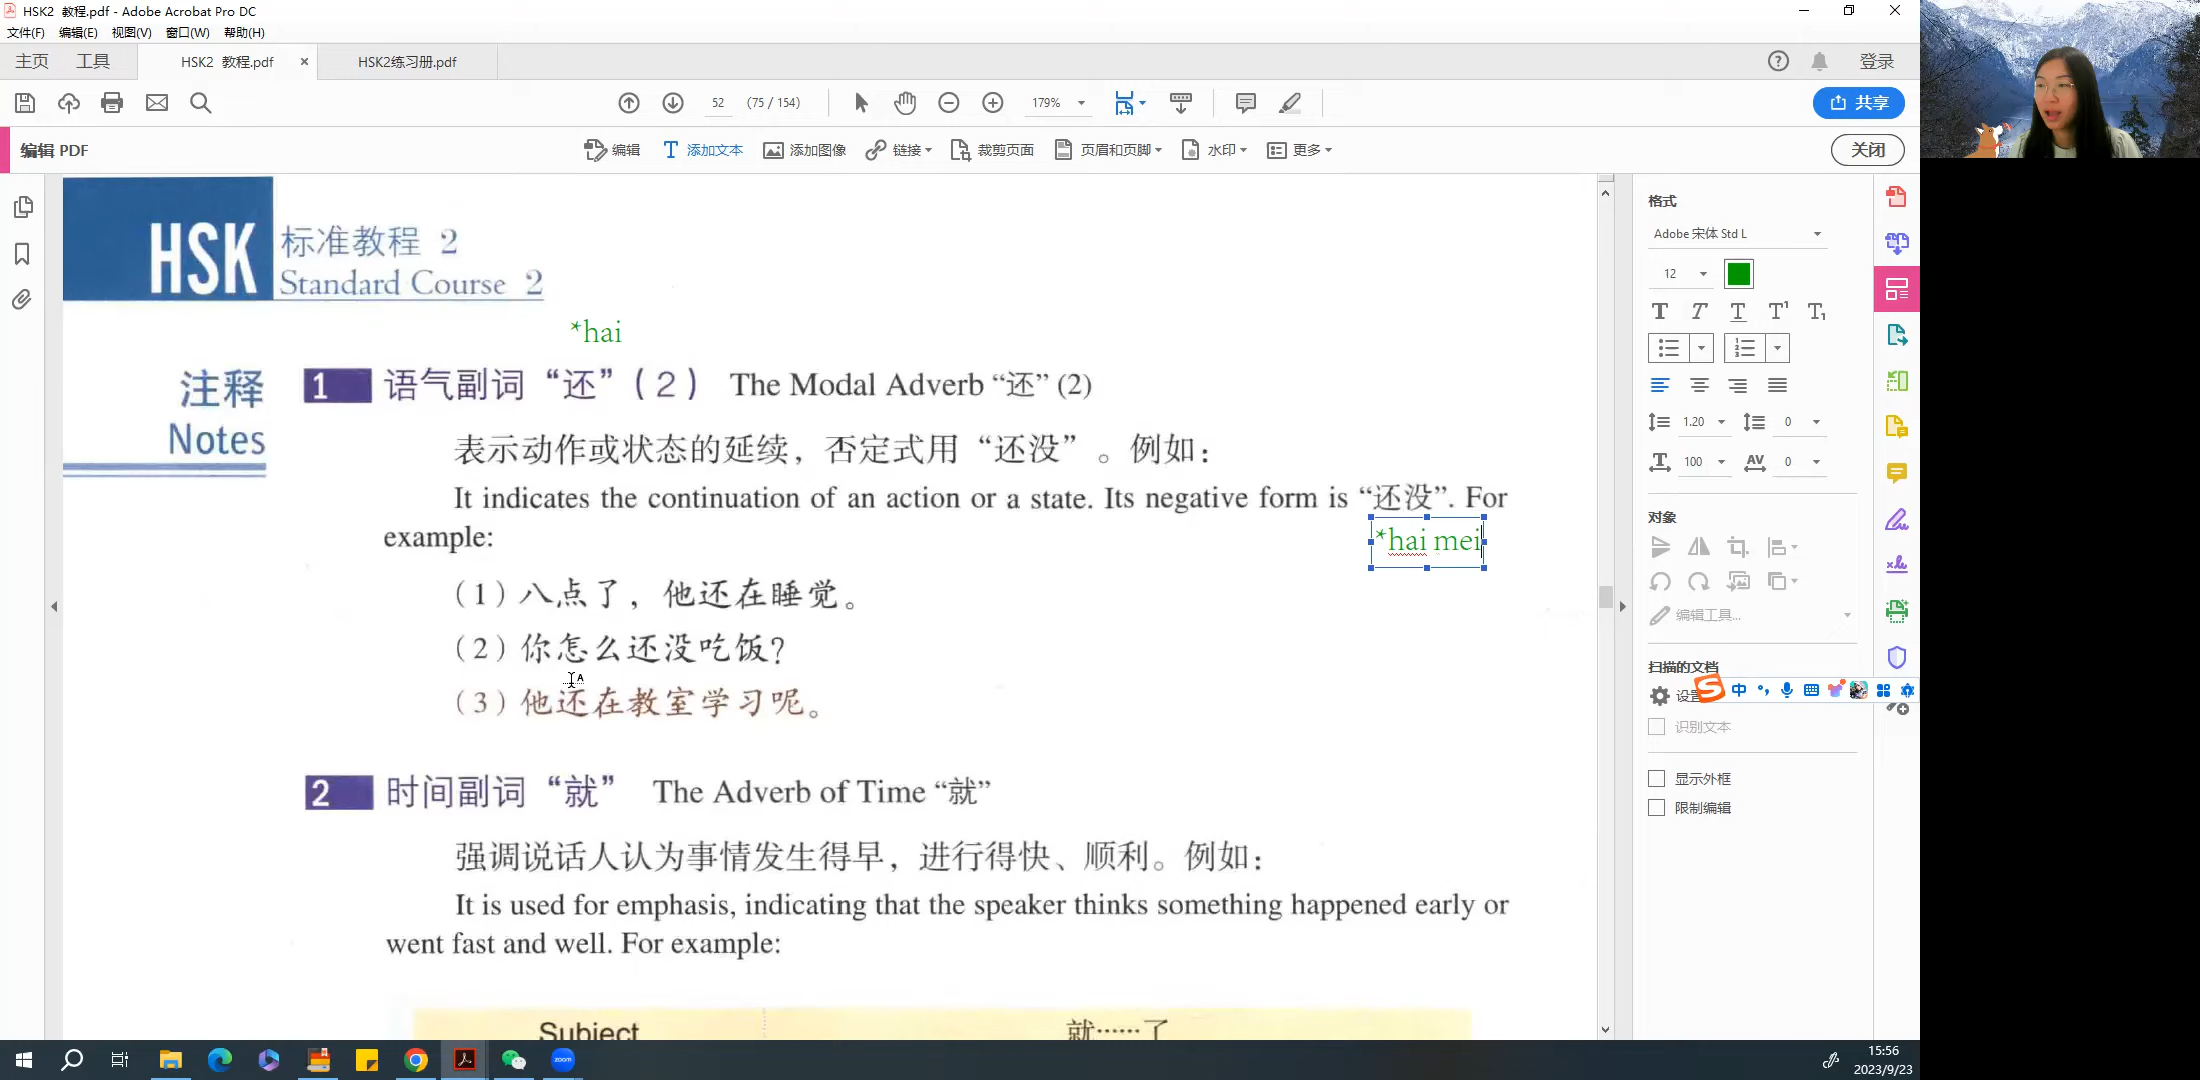 HSK2 教程.pdf - Adobe Acrobat Pro DC
文件(F) 编辑(E) 视图(V) 窗口(W) 帮助(H)
主页 工具 HSK2 教程.pdf × HSK2练习册.pdf 登录
52 (75 / 154) 179% 共享
编辑 PDF 编辑 添加文本 添加图像 链接 裁剪页面 页眉和页脚 水印 更多 关闭
HSK 标准教程 2
Standard Course 2
*hai
注释
Notes
1 语气副词“还”(2) The Modal Adverb “还” (2)
表示动作或状态的延续，否定式用“还没”。例如：
It indicates the continuation of an action or a state. Its negative form is “还没”. For
example:
*hai mei
(1) 八点了，他还在睡觉。
(2) 你怎么还没吃饭？
(3) 他还在教室学习呢。
2 时间副词“就” The Adverb of Time “就”
强调说话人认为事情发生得早，进行得快、顺利。例如：
It is used for emphasis, indicating that the speaker thinks something happened early or
went fast and well. For example:
Subject 就……了
格式
Adobe 宋体 Std L
12
1.20 0
100 0
对象
编辑工具...
扫描的文档
设置
中
识别文本
显示外框
限制编辑
zoom
15:56
2023/9/23